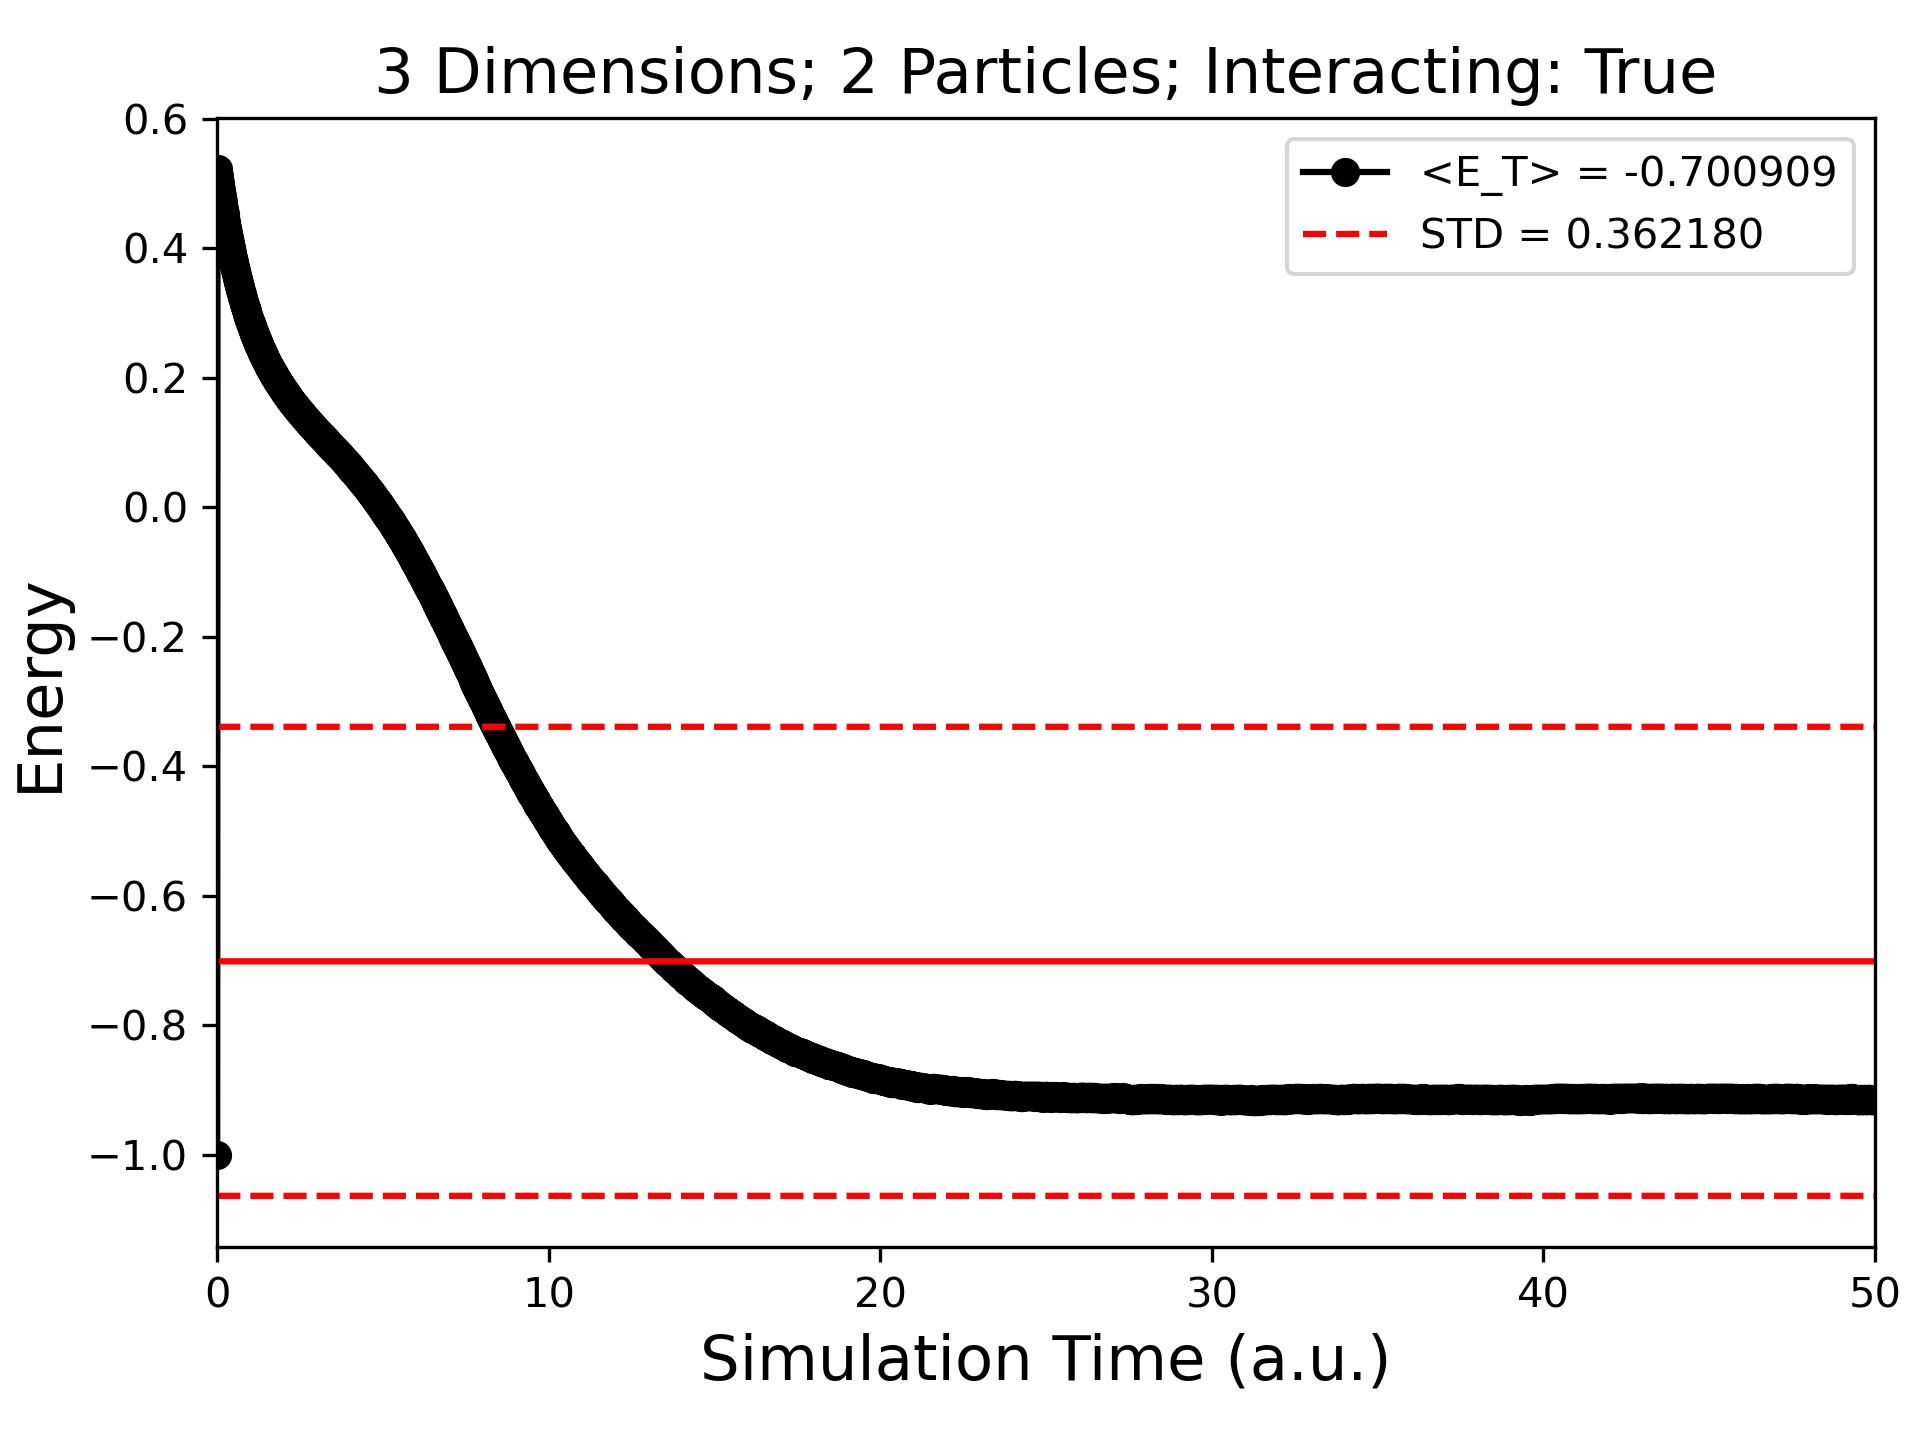 3 Dimensions; 2 Particles; Interacting: True
<E_T> = -0.700909
STD = 0.362180
Energy
0.6
0.4
0.2
0.0
−0.2
−0.4
−0.6
−0.8
−1.0
0 10 20 30 40 50
Simulation Time (a.u.)